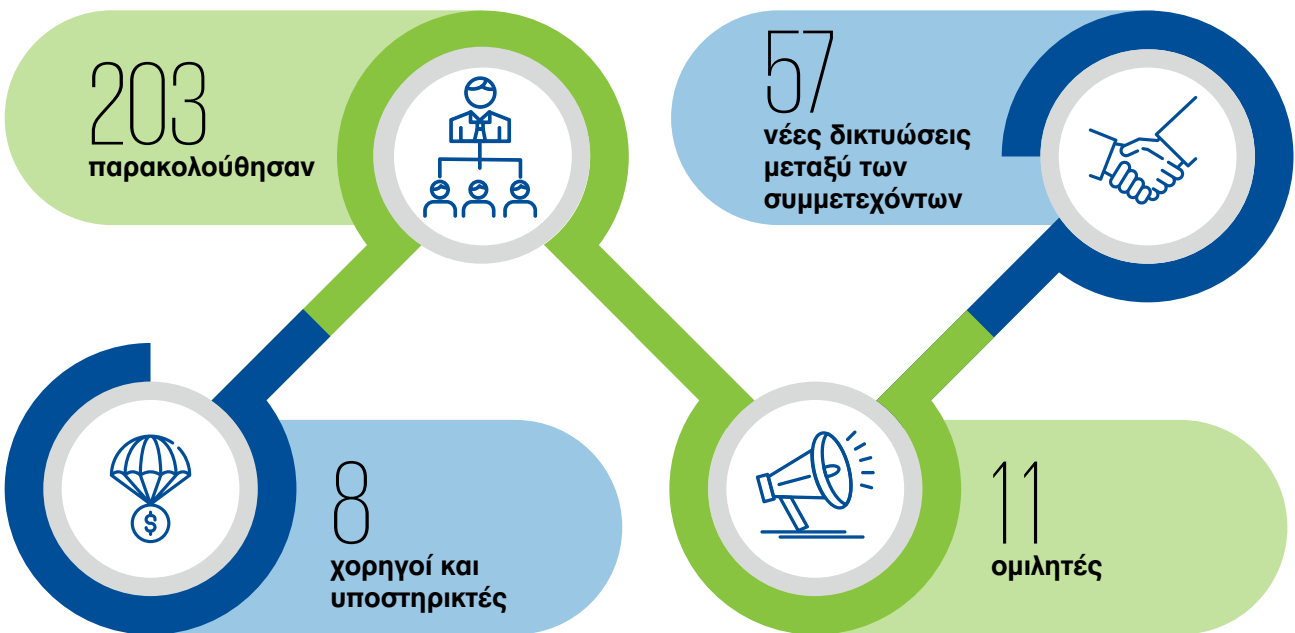 203
παρακολούθησαν
57
νέες δικτυώσεις
μεταξύ των
συμμετεχόντων
$
8
χορηγοί και
υποστηρικτές
11
ομιλητές